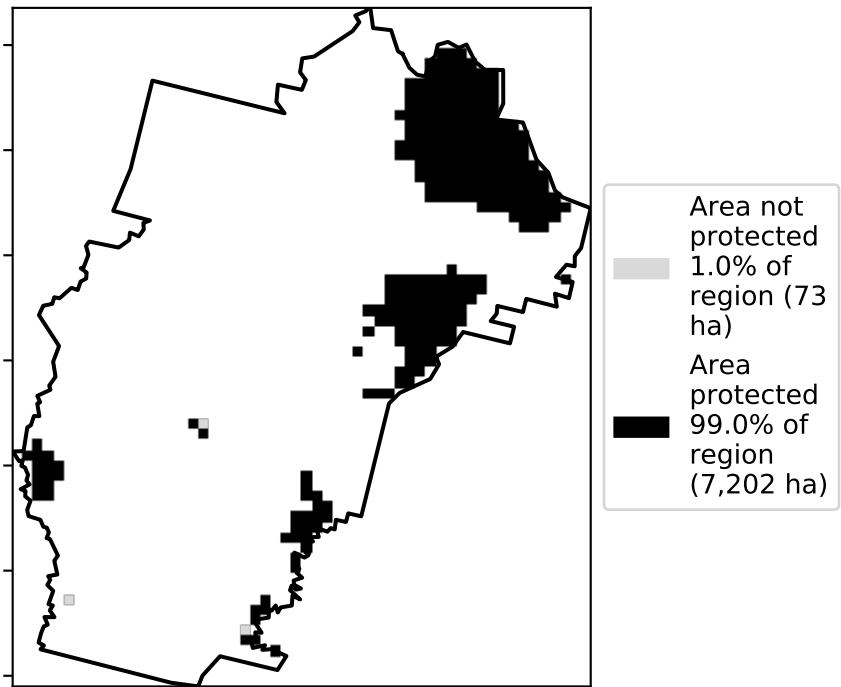 Area not
protected
1.0% of
region (73
ha)
Area
protected
99.0% of
region
(7,202 ha)